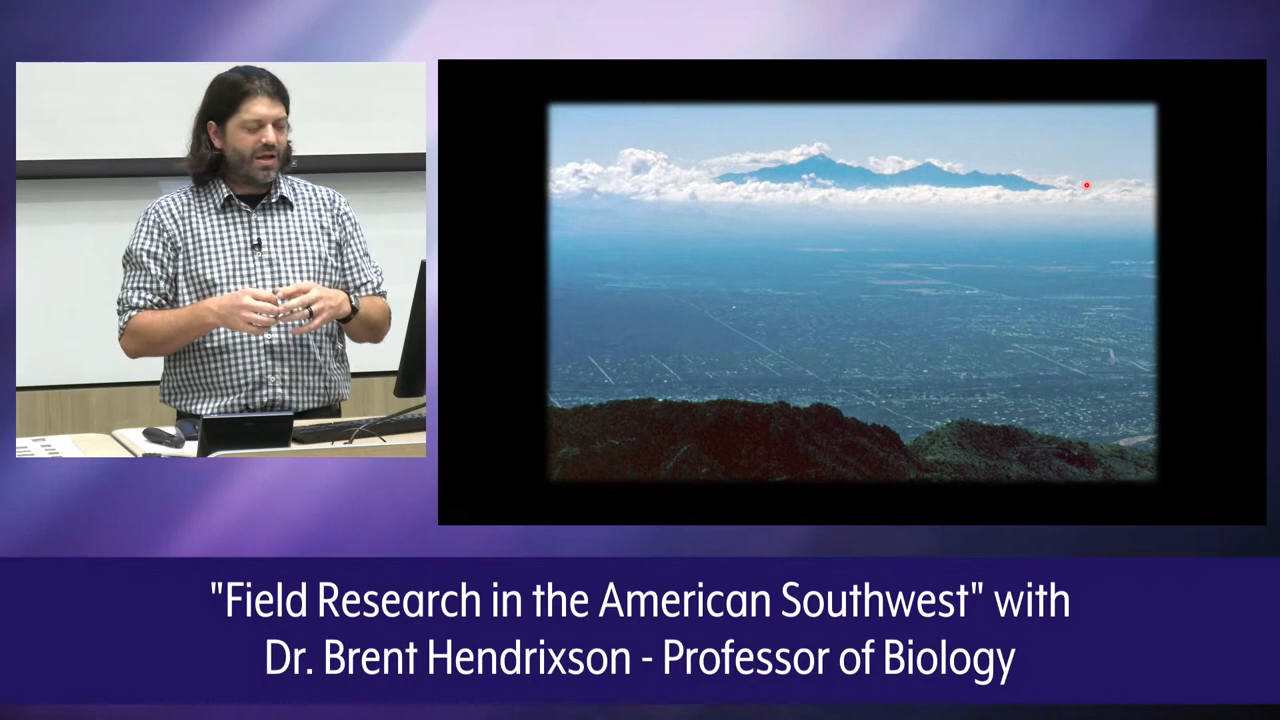 "Field Research in the American Southwest" with
Dr. Brent Hendrixson - Professor of Biology